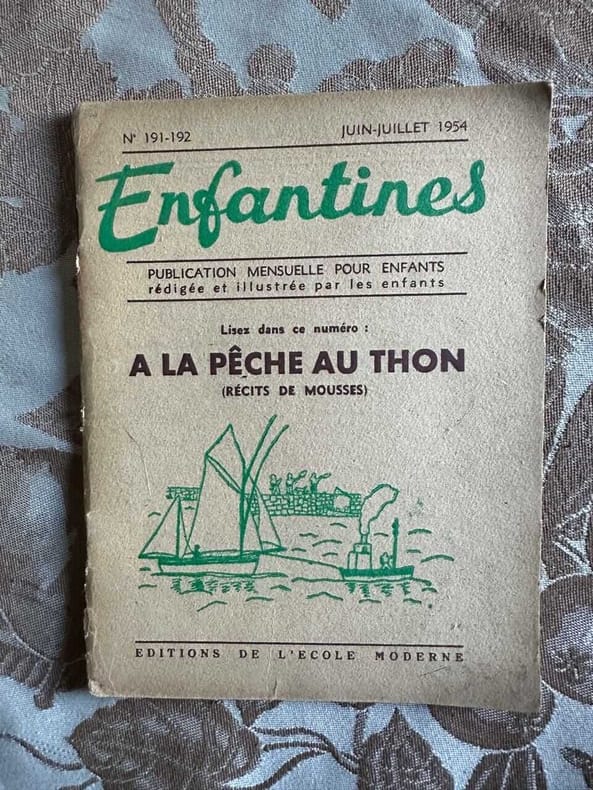 N° 191-192 JUIN-JUILLET 1954
Enfantines
PUBLICATION MENSUELLE POUR ENFANTS
rédigée et illustrée par les enfants
Lisez dans ce numéro :
A LA PÊCHE AU THON
(RÉCITS DE MOUSSES)
EDITIONS DE L'ECOLE MODERNE